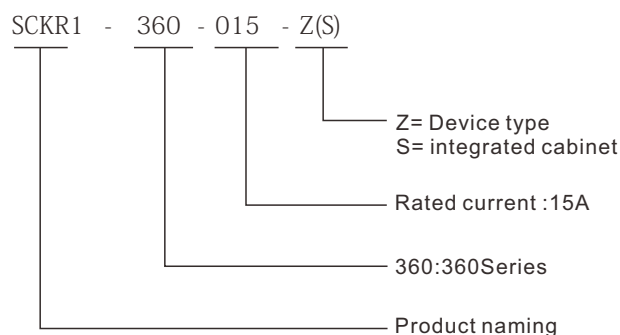 SCKR1 - 360 - 015 - Z(S)
Z= Device type
S= integrated cabinet
Rated current :15A
360:360Series
Product naming